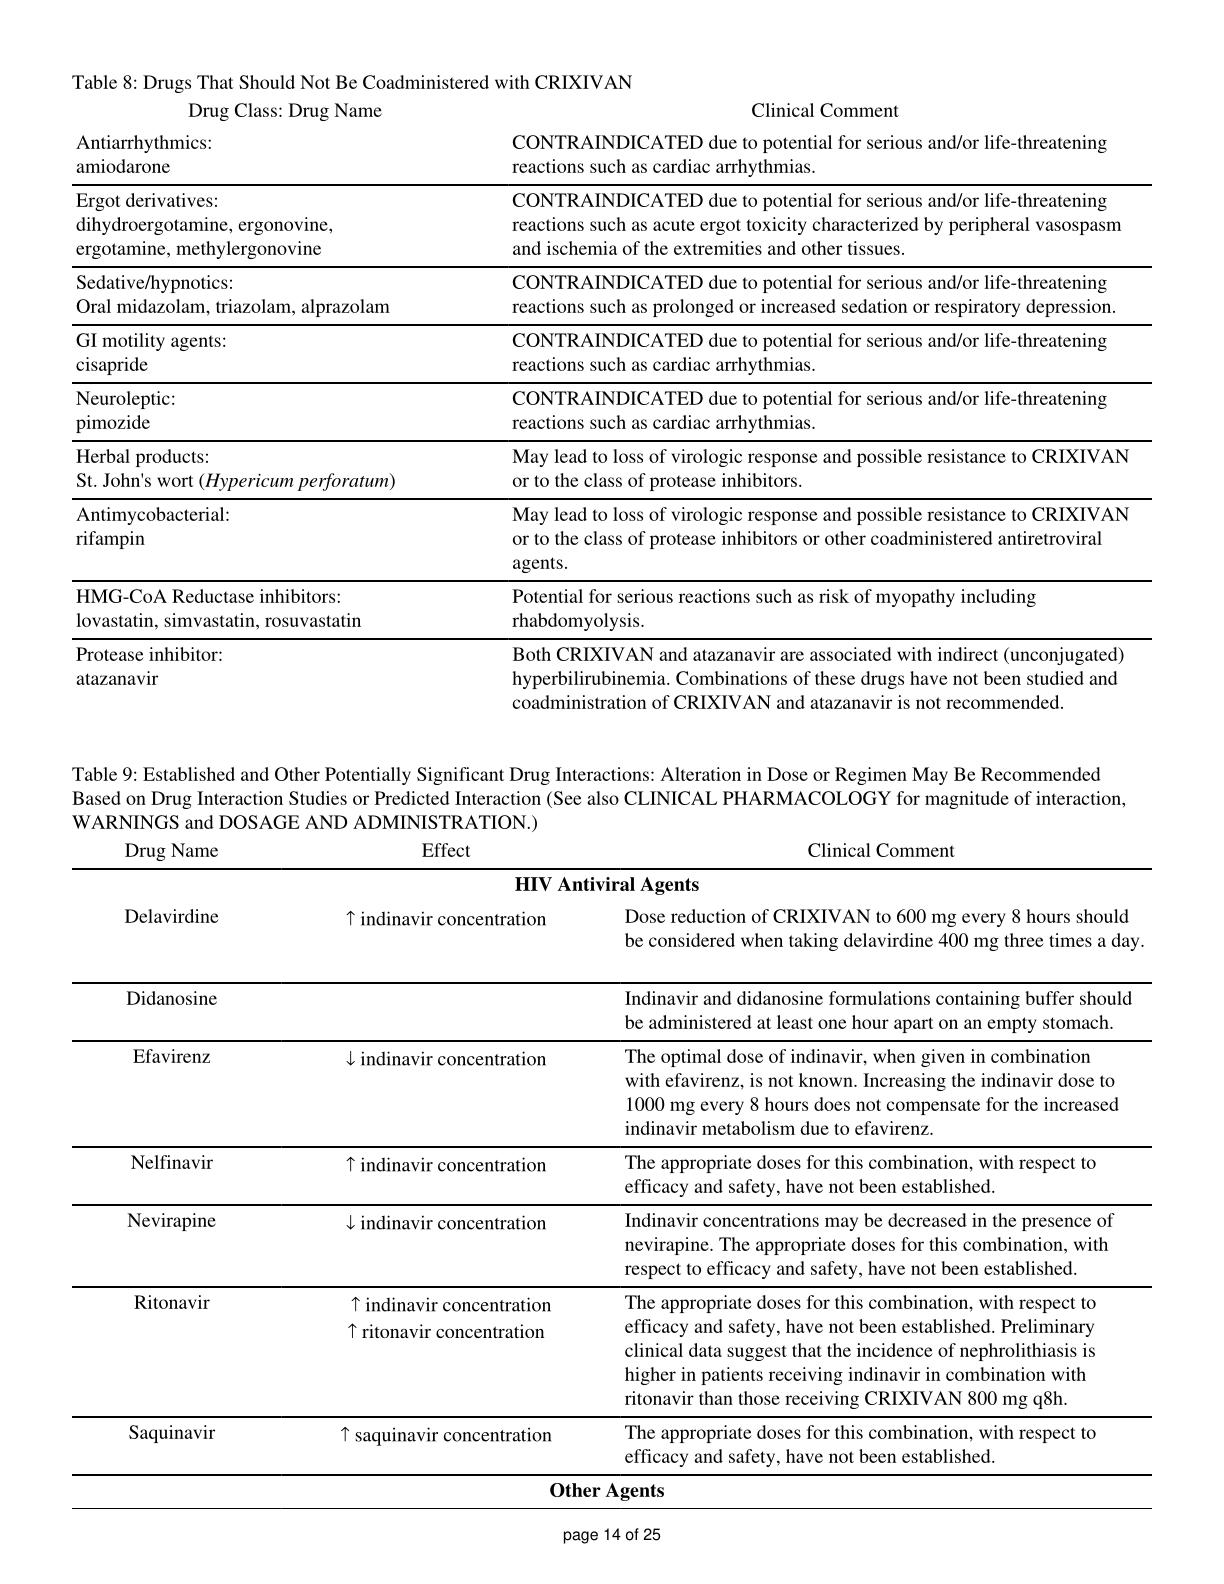 Table 8: Drugs That Should Not Be Coadministered with CRIXIVAN
Drug Class: Drug Name
Clinical Comment
Antiarrhythmics:
amiodarone
CONTRAINDICATED due to potential for serious and/or life-threatening
reactions such as cardiac arrhythmias.
Ergot derivatives:
dihydroergotamine, ergonovine,
ergotamine, methylergonovine
CONTRAINDICATED due to potential for serious and/or life-threatening
reactions such as acute ergot toxicity characterized by peripheral vasospasm
and ischemia of the extremities and other tissues.
Sedative/hypnotics:
Oral midazolam, triazolam, alprazolam
CONTRAINDICATED due to potential for serious and/or life-threatening
reactions such as prolonged or increased sedation or respiratory depression.
GI motility agents:
cisapride
CONTRAINDICATED due to potential for serious and/or life-threatening
reactions such as cardiac arrhythmias.
Neuroleptic:
pimozide
CONTRAINDICATED due to potential for serious and/or life-threatening
reactions such as cardiac arrhythmias.
Herbal products:
St. John's wort (Hypericum perforatum)
May lead to loss of virologic response and possible resistance to CRIXIVAN
or to the class of protease inhibitors.
Antimycobacterial:
rifampin
May lead to loss of virologic response and possible resistance to CRIXIVAN
or to the class of protease inhibitors or other coadministered antiretroviral
agents.
HMG-CoA Reductase inhibitors:
lovastatin, simvastatin, rosuvastatin
Potential for serious reactions such as risk of myopathy including
rhabdomyolysis.
Protease inhibitor:
atazanavir
Both CRIXIVAN and atazanavir are associated with indirect (unconjugated)
hyperbilirubinemia. Combinations of these drugs have not been studied and
coadministration of CRIXIVAN and atazanavir is not recommended.
Table 9: Established and Other Potentially Significant Drug Interactions: Alteration in Dose or Regimen May Be Recommended
Based on Drug Interaction Studies or Predicted Interaction (See also CLINICAL PHARMACOLOGY for magnitude of interaction,
WARNINGS and DOSAGE AND ADMINISTRATION.)
Drug Name
Effect
Clinical Comment
HIV Antiviral Agents
Delavirdine
↑ indinavir concentration
Dose reduction of CRIXIVAN to 600 mg every 8 hours should
be considered when taking delavirdine 400 mg three times a day.
Didanosine
Indinavir and didanosine formulations containing buffer should
be administered at least one hour apart on an empty stomach.
Efavirenz
↓ indinavir concentration
The optimal dose of indinavir, when given in combination
with efavirenz, is not known. Increasing the indinavir dose to
1000 mg every 8 hours does not compensate for the increased
indinavir metabolism due to efavirenz.
Nelfinavir
↑ indinavir concentration
The appropriate doses for this combination, with respect to
efficacy and safety, have not been established.
Nevirapine
↓ indinavir concentration
Indinavir concentrations may be decreased in the presence of
nevirapine. The appropriate doses for this combination, with
respect to efficacy and safety, have not been established.
Ritonavir
↑ indinavir concentration
↑ ritonavir concentration
The appropriate doses for this combination, with respect to
efficacy and safety, have not been established. Preliminary
clinical data suggest that the incidence of nephrolithiasis is
higher in patients receiving indinavir in combination with
ritonavir than those receiving CRIXIVAN 800 mg q8h.
Saquinavir
↑ saquinavir concentration
The appropriate doses for this combination, with respect to
efficacy and safety, have not been established.
Other Agents
page 14 of 25